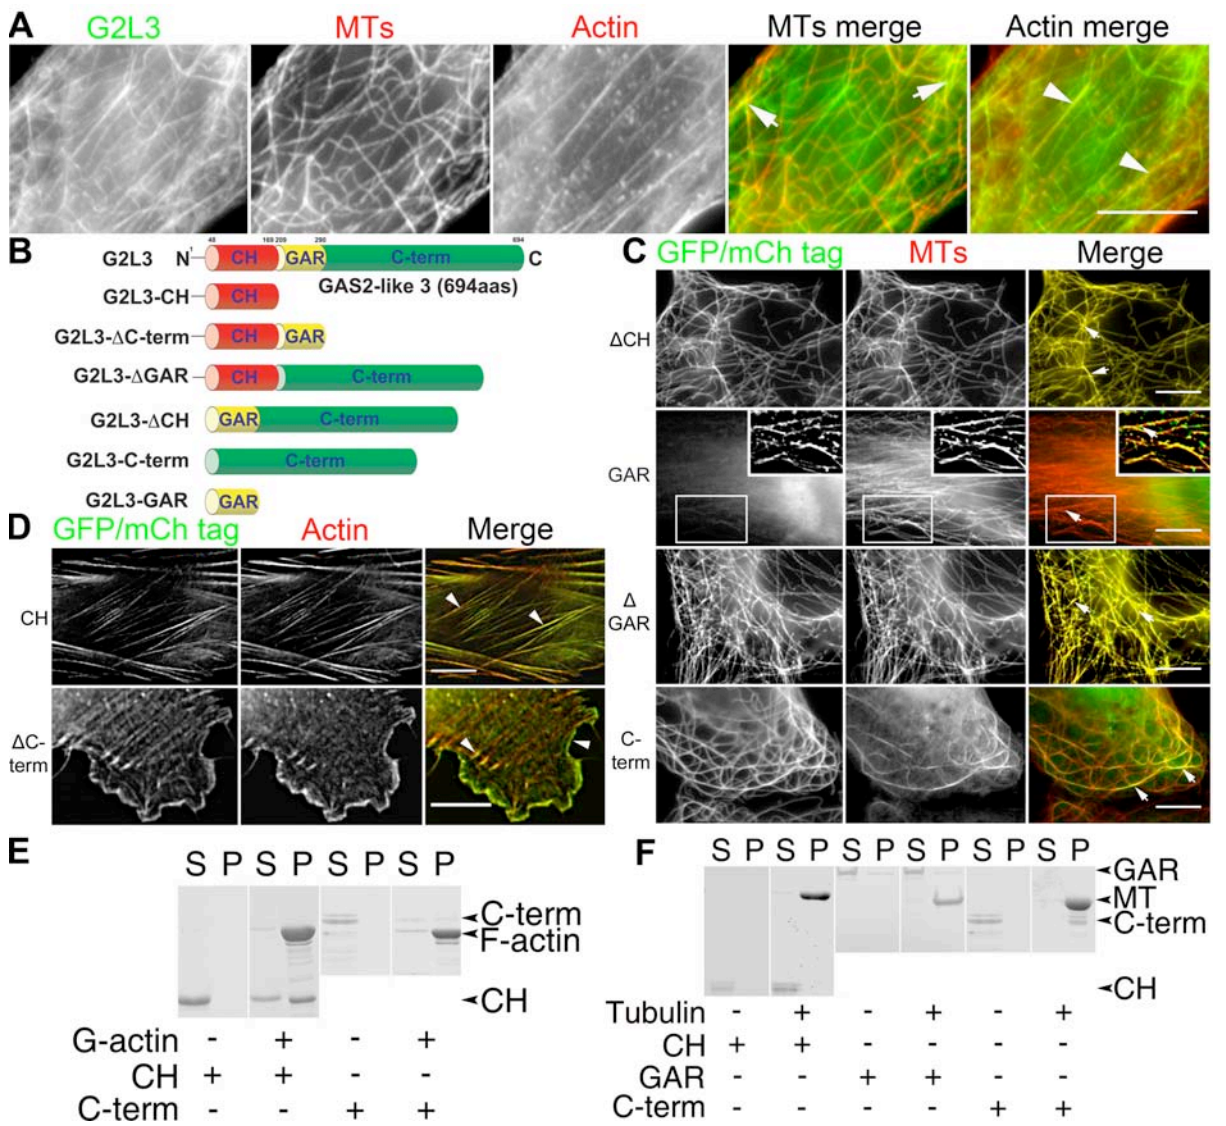 A
G2L3
MTs
Actin
MTs merge
Actin merge
B
48 169 209 290 694
G2L3 N' CH GAR C-term C
GAS2-like 3 (694aas)
G2L3-CH CH
G2L3-ΔC-term CH GAR
G2L3-ΔGAR CH C-term
G2L3-ΔCH GAR C-term
G2L3-C-term C-term
G2L3-GAR GAR
C
GFP/mCh tag MTs Merge
ΔCH
GAR
Δ
GAR
C-
term
D
GFP/mCh tag Actin Merge
CH
ΔC-
term
E
S P S P S P S P
C-term
F-actin
CH
G-actin - + - +
CH + + - -
C-term - - + +
F
S P S P S P S P S P S P
GAR
MT
C-term
CH
Tubulin - + - + - +
CH + + - - - -
GAR - - + + - -
C-term - - - - + +